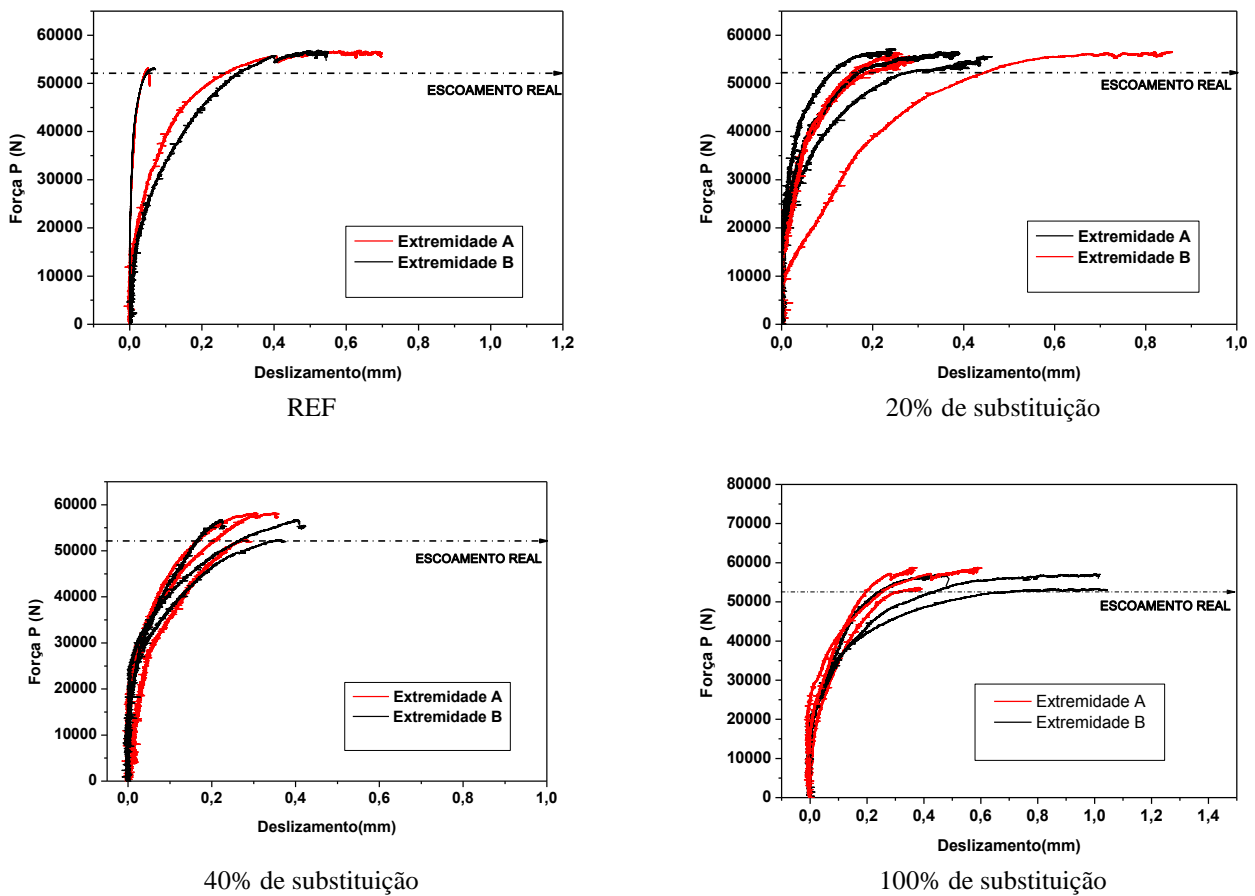 60000
50000
40000
30000
20000
10000
0
Força P (N)
ESCOAMENTO REAL
Extremidade A
Extremidade B
0,0 0,2 0,4 0,6 0,8 1,0 1,2
Deslizamento(mm)
REF
60000
50000
40000
30000
20000
10000
0
Força P (N)
ESCOAMENTO REAL
Extremidade A
Extremidade B
0,0 0,2 0,4 0,6 0,8 1,0
Deslizamento(mm)
20% de substituição
60000
50000
40000
30000
20000
10000
0
Força P (N)
ESCOAMENTO REAL
Extremidade A
Extremidade B
0,0 0,2 0,4 0,6 0,8 1,0
Deslizamento(mm)
40% de substituição
80000
70000
60000
50000
40000
30000
20000
10000
0
Força P (N)
ESCOAMENTO REAL
Extremidade A
Extremidade B
0,0 0,2 0,4 0,6 0,8 1,0 1,2 1,4
Deslizamento(mm)
100% de substituição